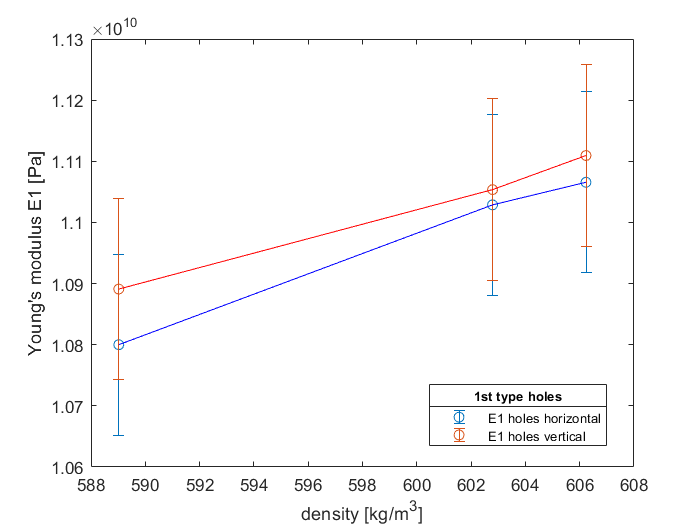 ×10^10
1.13
1.12
1.11
1.1
1.09
1.08
1.07
1.06
Young's modulus E1 [Pa]
1st type holes
E1 holes horizontal
E1 holes vertical
588 590 592 594 596 598 600 602 604 606 608
density [kg/m^3]